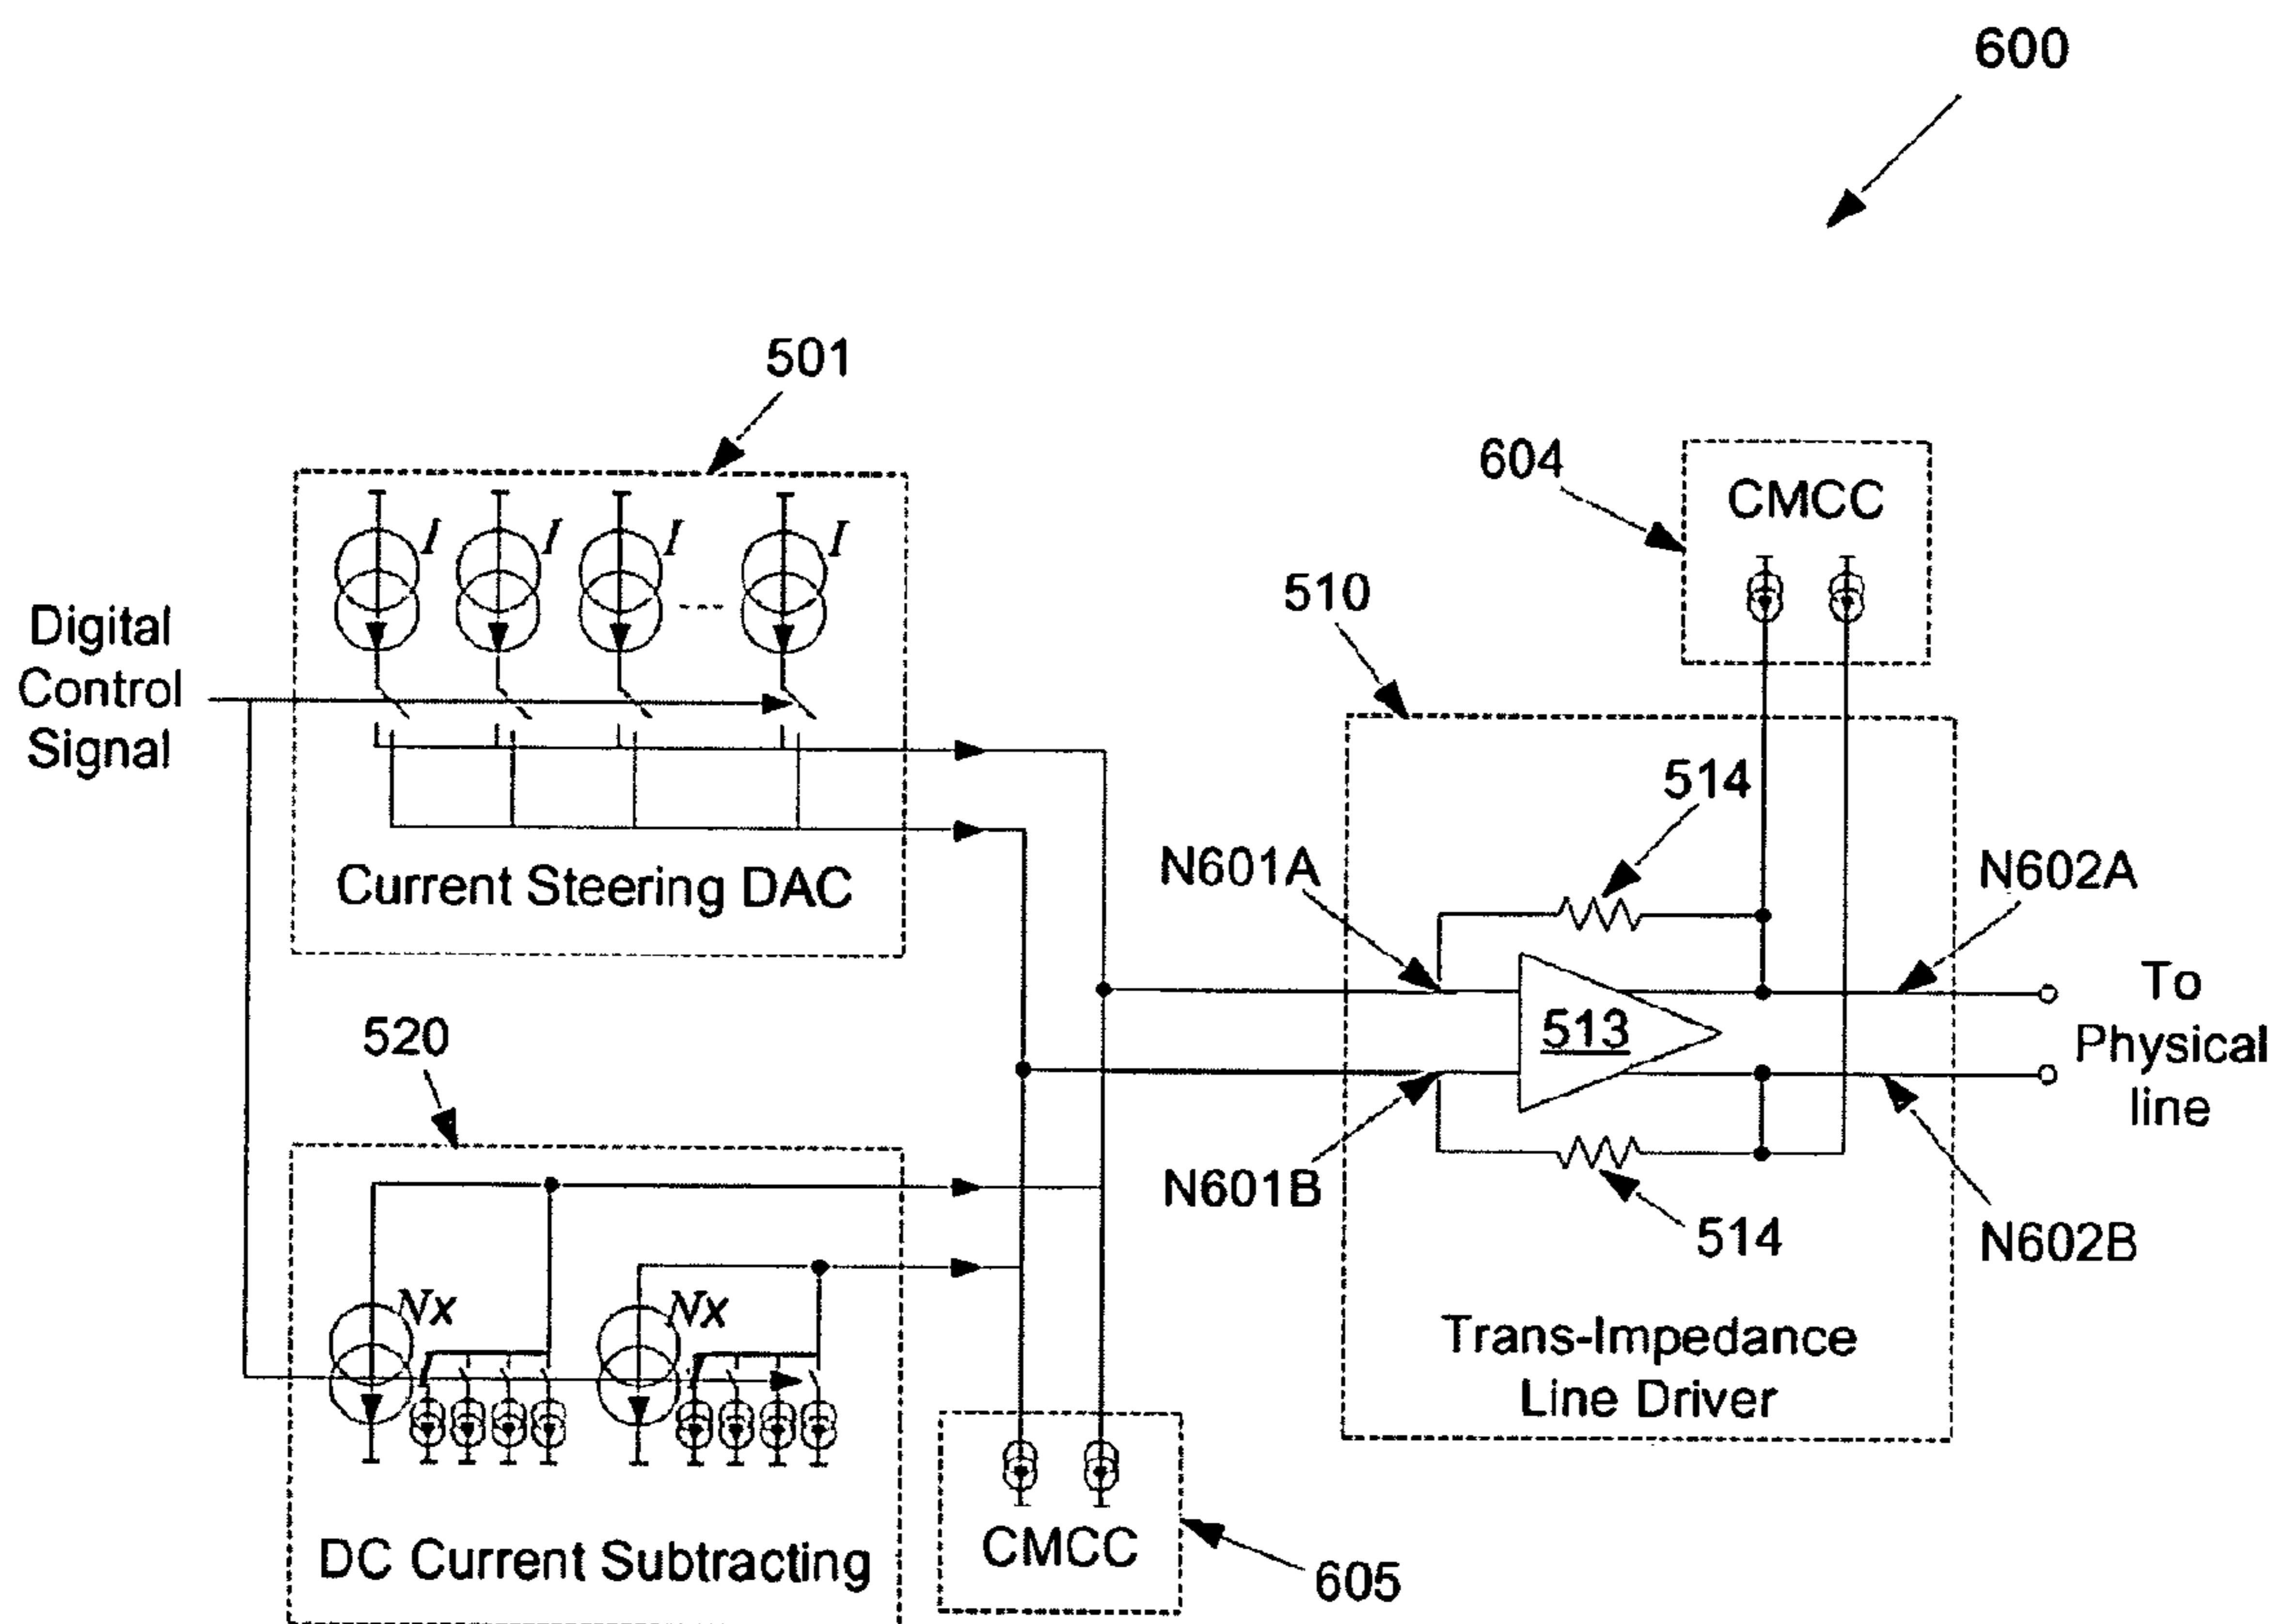 600
501
I
I
I
I
Digital
Control
Signal
Current Steering DAC
604
CMCC
510
514
N601A
N602A
513
To
Physical
line
N601B
514
N602B
Trans-Impedance
Line Driver
520
Nx
Nx
DC Current Subtracting
CMCC
605